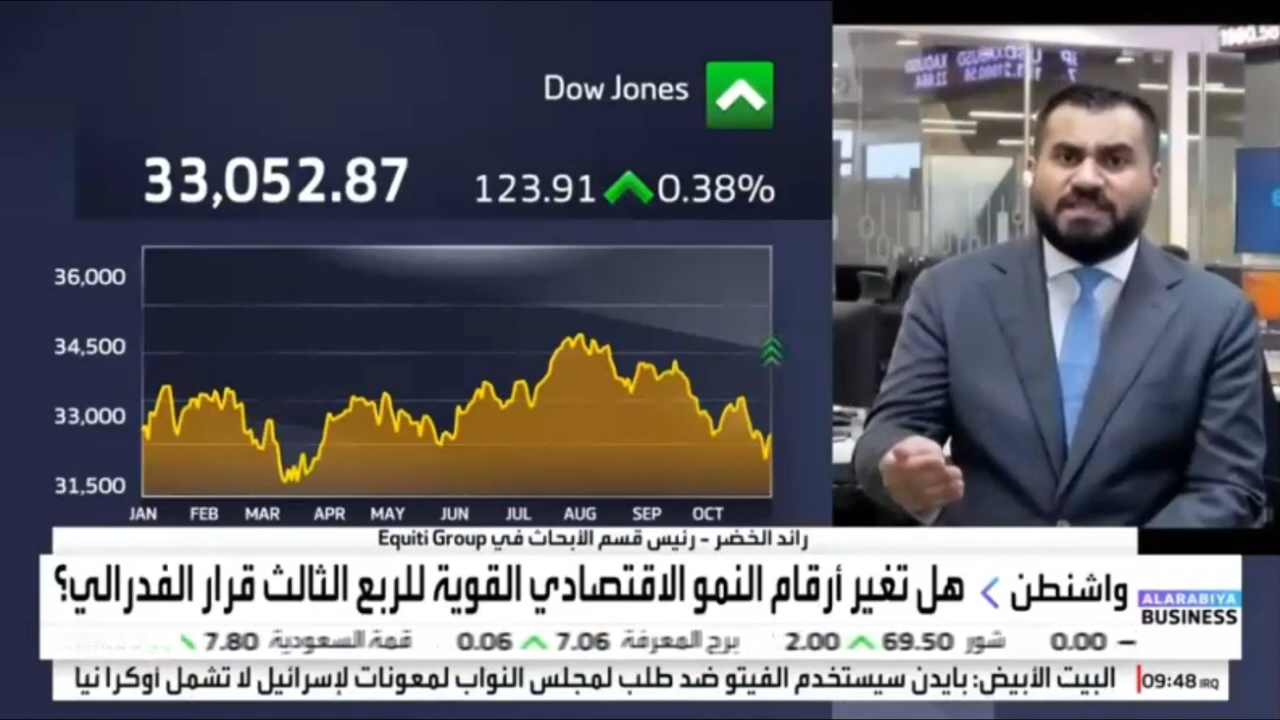 Dow Jones
33,052.87
123.91 0.38%
36,000
34,500
33,000
31,500
JAN FEB MAR APR MAY JUN JUL AUG SEP OCT
رائد الخضر - رئيس قسم الأبحاث في Equiti Group
واشنطن > هل تغير أرقام النمو الاقتصادي القوية للربع الثالث قرار الفدرالي؟
ALARABIYA
BUSINESS
0.00 شور 69.50 2.00 برج المعرفة 7.06 0.06 قمة السعودية 7.80
09:48 IRQ
البيت الأبيض: بايدن سيستخدم الفيتو ضد طلب لمجلس النواب لمعونات لإسرائيل لا تشمل أوكرانيا